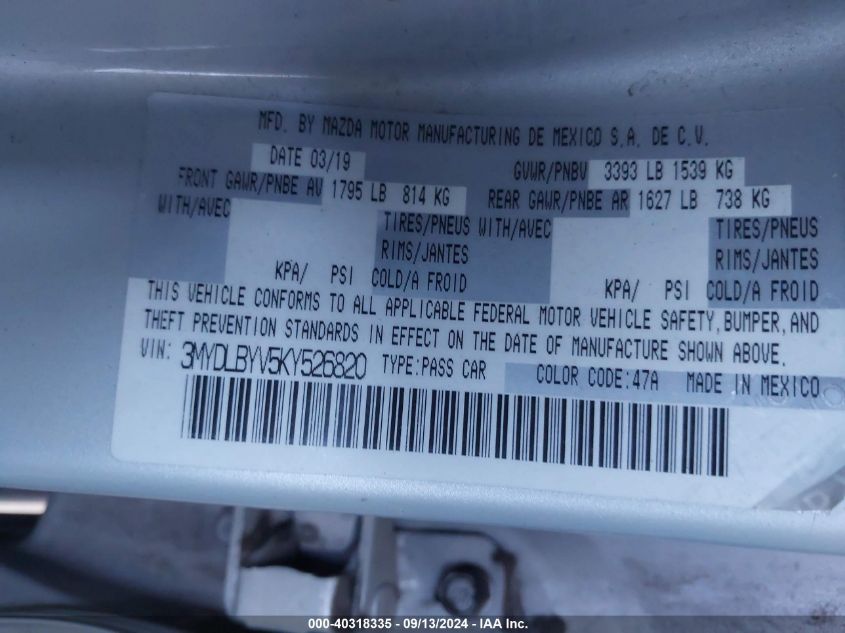 MFD. BY MAZDA MOTOR MANUFACTURING DE MEXICO S.A. DE C.V.
DATE 03/19 GVWR/PNBV 3393 LB 1539 KG
FRONT GAWR/PNBE AV 1795 LB 814 KG REAR GAWR/PNBE AR 1627 LB 738 KG
WITH/AVEC TIRES/PNEUS WITH/AVEC TIRES/PNEUS
RIMS/JANTES RIMS/JANTES
KPA/ PSI COLD/A FROID KPA/ PSI COLD/A FROID
THIS VEHICLE CONFORMS TO ALL APPLICABLE FEDERAL MOTOR VEHICLE SAFETY, BUMPER, AND
THEFT PREVENTION STANDARDS IN EFFECT ON THE DATE OF MANUFACTURE SHOWN ABOVE.
VIN: 3MYDLBYV5KY526820 TYPE:PASS CAR COLOR CODE:47A MADE IN MEXICO
000-40318335 - 09/13/2024 - IAA Inc.